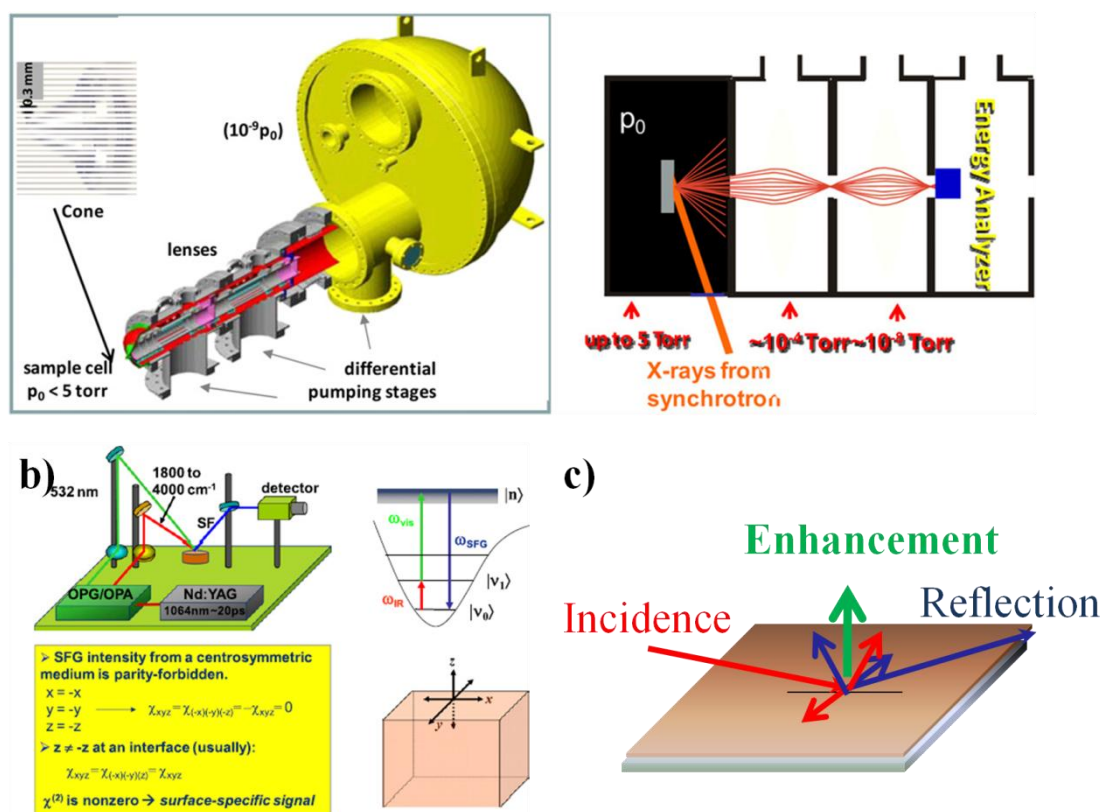 0.3 mm
Cone
(10⁻⁹p₀)
lenses
sample cell
p₀ < 5 torr
differential
pumping stages
p₀
Energy Analyzer
up to 5 Torr
~10⁻⁴ Torr
~10⁻⁸ Torr
X-rays from
synchrotron
b)
532 nm
1800 to
4000 cm⁻¹
SF
detector
OPG/OPA
Nd:YAG
1064nm~20ps
|n⟩
ω_vis
ω_SFG
|ν₁⟩
ω_IR
|ν₀⟩
➢ SFG intensity from a centrosymmetric
medium is parity-forbidden.
x = -x
y = -y → χ_xyz=χ_(-x)(-y)(-z)=−χ_xyz=0
z = -z
➢ z ≠ -z at an interface (usually):
χ_xyz=χ_(-x)(-y)(z)=χ_xyz
χ⁽²⁾ is nonzero → surface-specific signal
z
x
y
c)
Enhancement
Incidence
Reflection